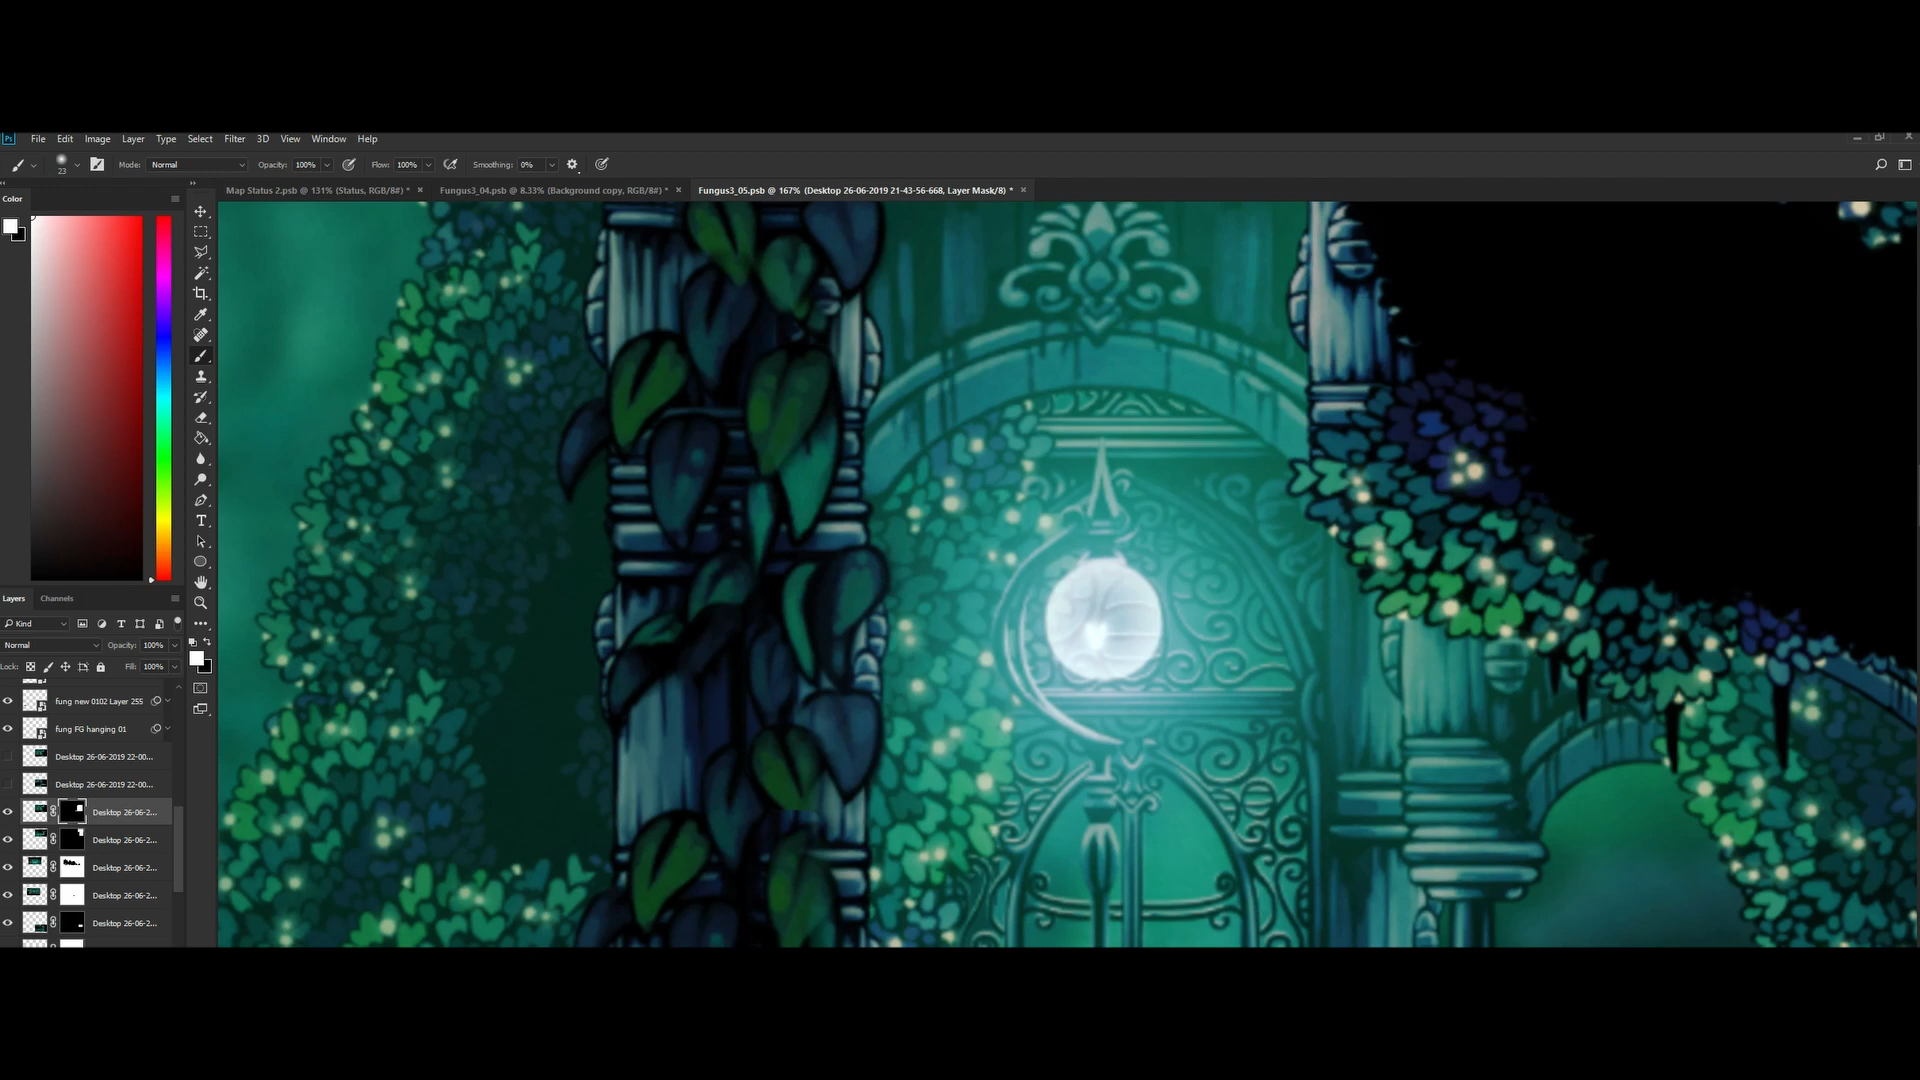 Ps File Edit Image Layer Type Select Filter 3D View Window Help
23 Mode: Normal Opacity: 100% Flow: 100% Smoothing: 0%
Map Status 2.psb @ 131% (Status, RGB/8#) * Fungus3_04.psb @ 8.33% (Background copy, RGB/8#) * Fungus3_05.psb @ 167% (Desktop 26-06-2019 21-43-56-668, Layer Mask/8) *
Color
Layers Channels
Kind
Normal Opacity: 100%
Lock: Fill: 100%
fung new 0102 Layer 255
fung FG hanging 01
Desktop 26-06-2019 22-00...
Desktop 26-06-2019 22-00...
Desktop 26-06-2...
Desktop 26-06-2...
Desktop 26-06-2...
Desktop 26-06-2...
Desktop 26-06-2...